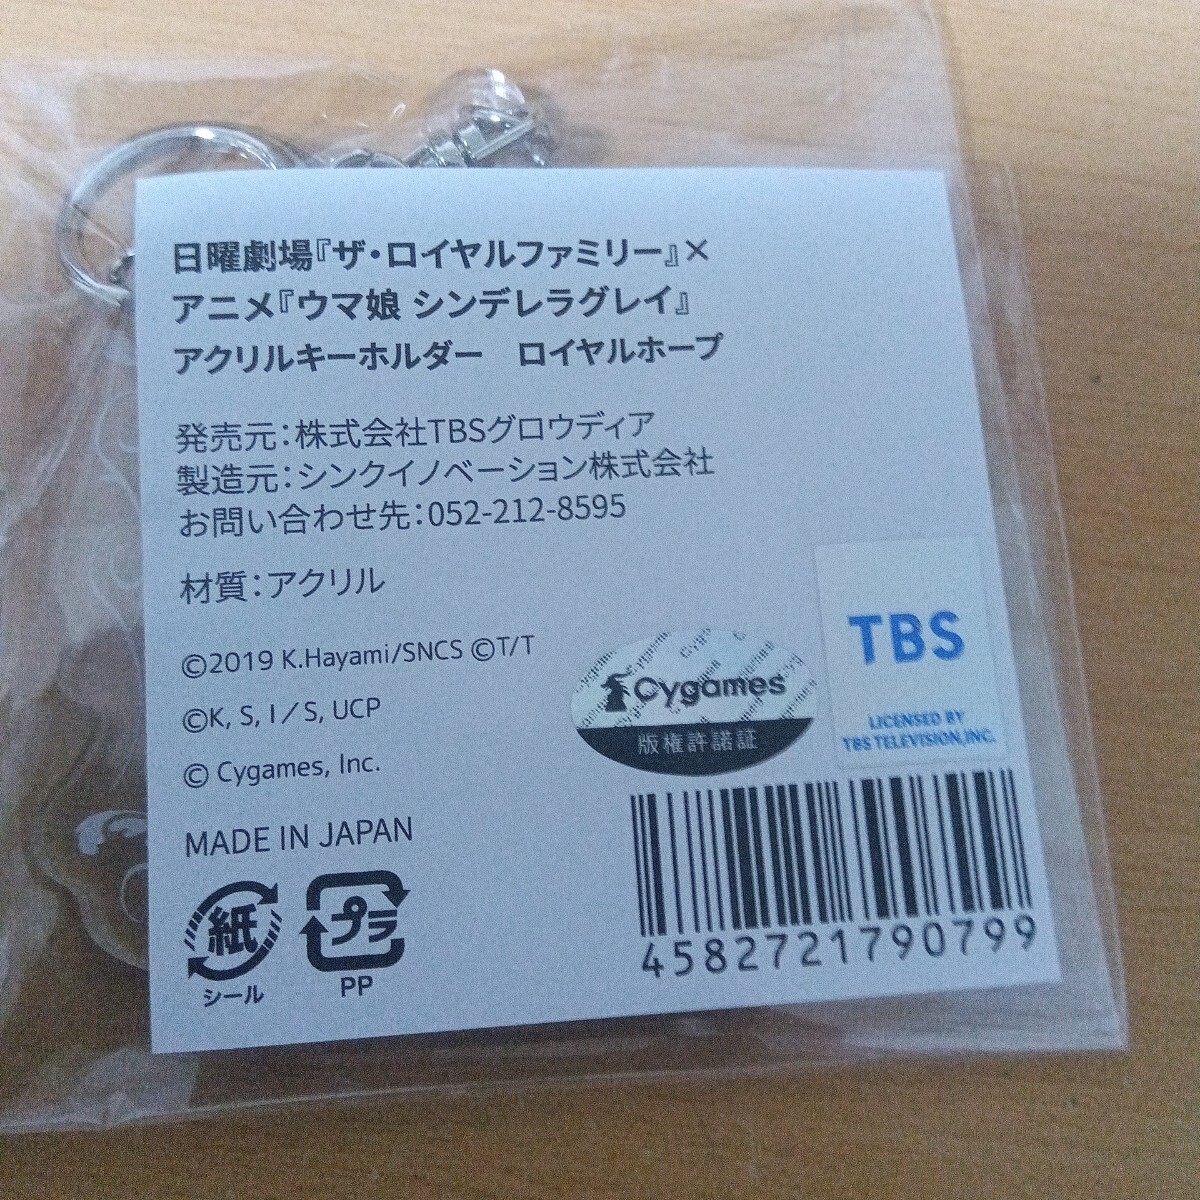 日曜劇場『ザ・ロイヤルファミリー』×
アニメ『ウマ娘 シンデレラグレイ』
アクリルキーホルダー　ロイヤルホープ
発売元：株式会社TBSグロウディア
製造元：シンクイノベーション株式会社
お問い合わせ先：052-212-8595
材質：アクリル
©2019 K.Hayami/SNCS ©T/T
©K, S, I／S, UCP
© Cygames, Inc.
MADE IN JAPAN
紙
シール
プラ
PP
Cygames
版権許諾証
TBS
LICENSED BY
TBS TELEVISION,INC.
4582721790799